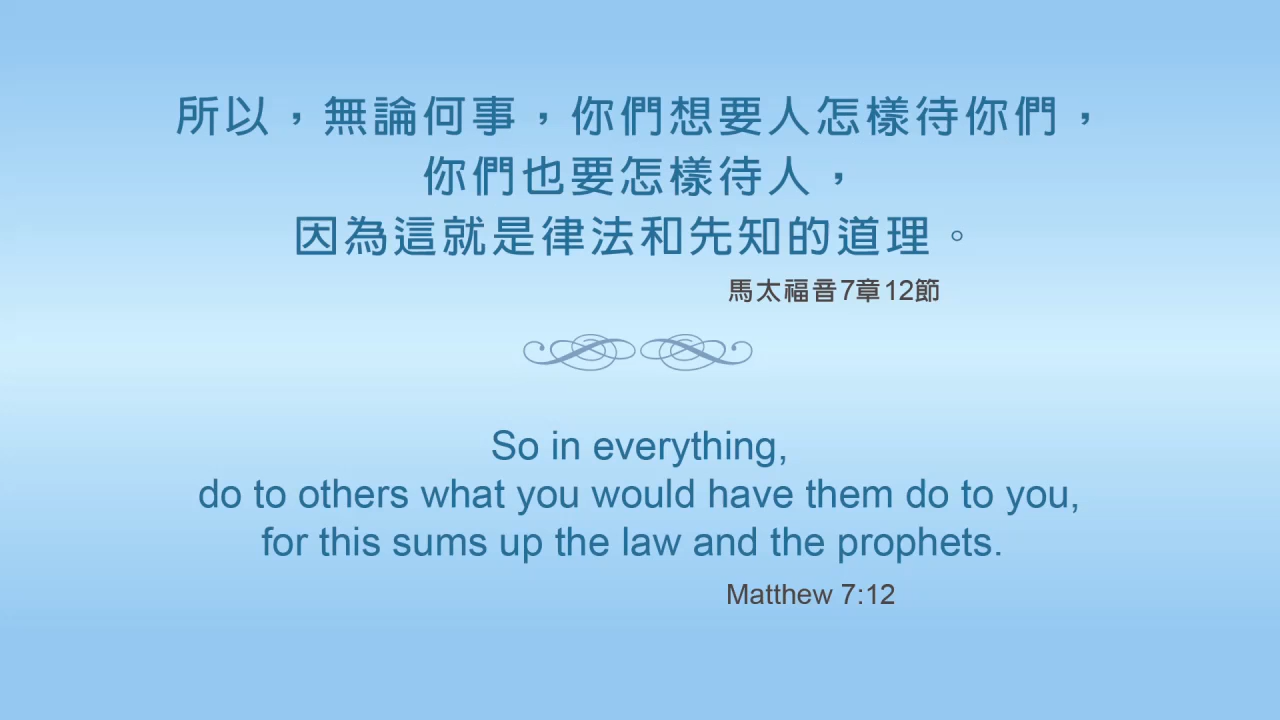 所以，無論何事，你們想要人怎樣待你們，
你們也要怎樣待人，
因為這就是律法和先知的道理。
馬太福音7章12節
So in everything,
do to others what you would have them do to you,
for this sums up the law and the prophets.
Matthew 7:12